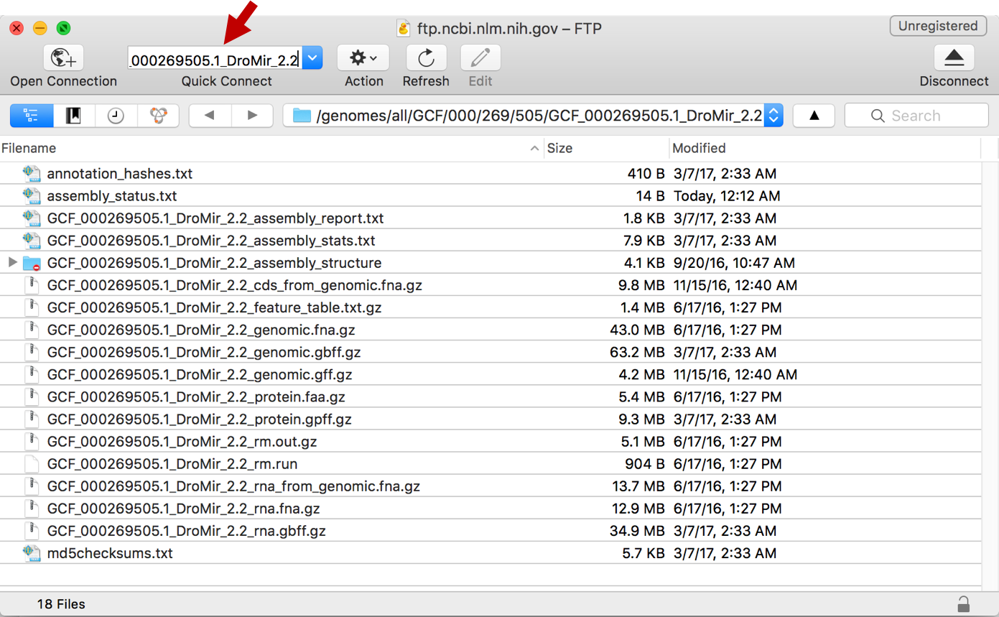 ftp.ncbi.nlm.nih.gov – FTP
Unregistered
_000269505.1_DroMir_2.2
Open Connection Quick Connect Action Refresh Edit Disconnect
/genomes/all/GCF/000/269/505/GCF_000269505.1_DroMir_2.2 Search
Filename Size Modified
annotation_hashes.txt 410 B 3/7/17, 2:33 AM
assembly_status.txt 14 B Today, 12:12 AM
GCF_000269505.1_DroMir_2.2_assembly_report.txt 1.8 KB 3/7/17, 2:33 AM
GCF_000269505.1_DroMir_2.2_assembly_stats.txt 7.9 KB 3/7/17, 2:33 AM
GCF_000269505.1_DroMir_2.2_assembly_structure 4.1 KB 9/20/16, 10:47 AM
GCF_000269505.1_DroMir_2.2_cds_from_genomic.fna.gz 9.8 MB 11/15/16, 12:40 AM
GCF_000269505.1_DroMir_2.2_feature_table.txt.gz 1.4 MB 6/17/16, 1:27 PM
GCF_000269505.1_DroMir_2.2_genomic.fna.gz 43.0 MB 6/17/16, 1:27 PM
GCF_000269505.1_DroMir_2.2_genomic.gbff.gz 63.2 MB 3/7/17, 2:33 AM
GCF_000269505.1_DroMir_2.2_genomic.gff.gz 4.2 MB 11/15/16, 12:40 AM
GCF_000269505.1_DroMir_2.2_protein.faa.gz 5.4 MB 6/17/16, 1:27 PM
GCF_000269505.1_DroMir_2.2_protein.gpff.gz 9.3 MB 3/7/17, 2:33 AM
GCF_000269505.1_DroMir_2.2_rm.out.gz 5.1 MB 6/17/16, 1:27 PM
GCF_000269505.1_DroMir_2.2_rm.run 904 B 6/17/16, 1:27 PM
GCF_000269505.1_DroMir_2.2_rna_from_genomic.fna.gz 13.7 MB 6/17/16, 1:27 PM
GCF_000269505.1_DroMir_2.2_rna.fna.gz 12.9 MB 6/17/16, 1:27 PM
GCF_000269505.1_DroMir_2.2_rna.gbff.gz 34.9 MB 3/7/17, 2:33 AM
md5checksums.txt 5.7 KB 3/7/17, 2:33 AM
18 Files